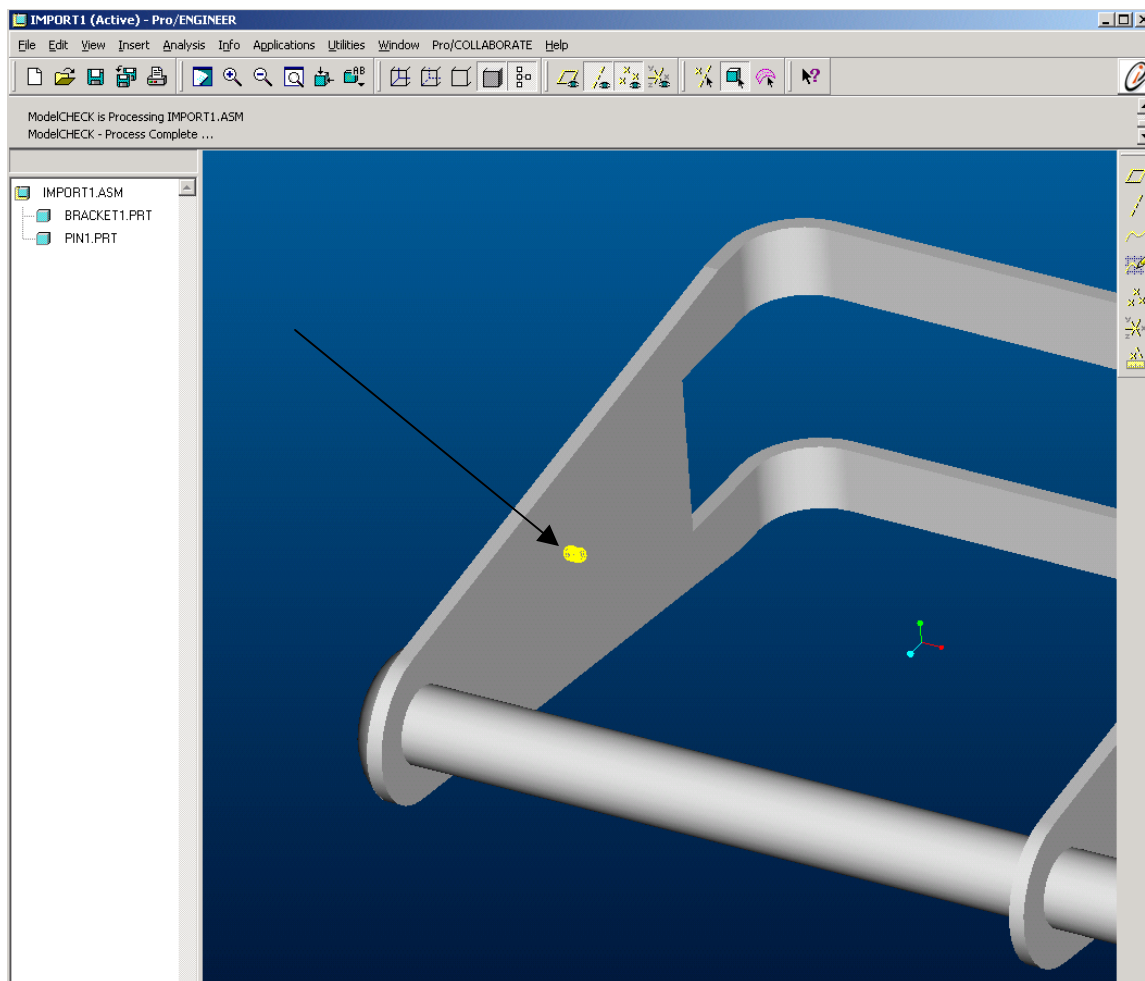 IMPORT1 (Active) - Pro/ENGINEER
File Edit View Insert Analysis Info Applications Utilities Window Pro/COLLABORATE Help
ModelCHECK is Processing IMPORT1.ASM
ModelCHECK - Process Complete ...
IMPORT1.ASM
BRACKET1.PRT
PIN1.PRT